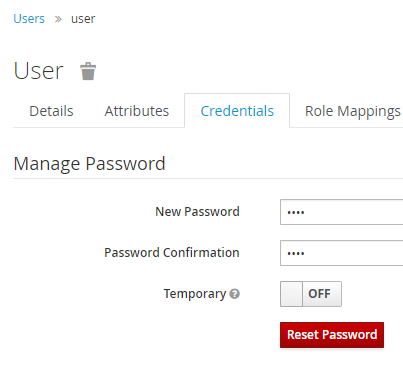 Users » user
User
Details Attributes Credentials Role Mappings
Manage Password
New Password ••••
Password Confirmation ••••
Temporary OFF
Reset Password